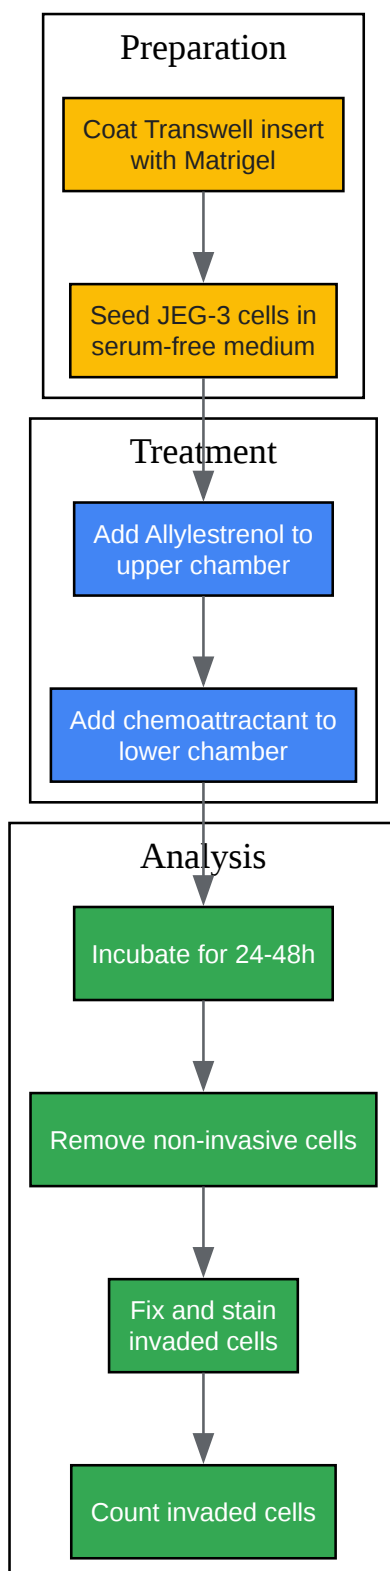 Preparation
Coat Transwell insert
with Matrigel
Seed JEG-3 cells in
serum-free medium
Treatment
Add Allylestrenol to
upper chamber
Add chemoattractant to
lower chamber
Analysis
Incubate for 24-48h
Remove non-invasive cells
Fix and stain
invaded cells
Count invaded cells